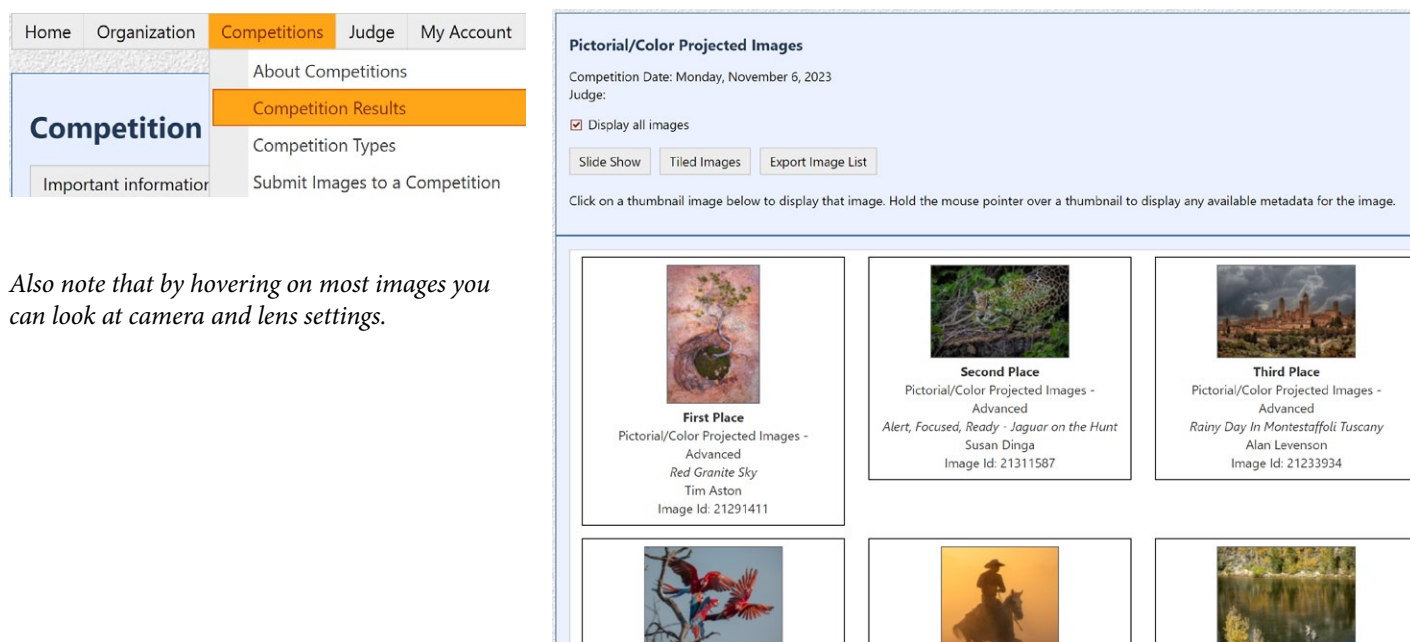 Home Organization Competitions Judge My Account
About Competitions
Competition Results
Competition Types
Submit Images to a Competition
Competition
Important information
Also note that by hovering on most images you
can look at camera and lens settings.
Pictorial/Color Projected Images
Competition Date: Monday, November 6, 2023
Judge:
Display all images
Slide Show Tiled Images Export Image List
Click on a thumbnail image below to display that image. Hold the mouse pointer over a thumbnail to display any available metadata for the image.
First Place
Pictorial/Color Projected Images -
Advanced
Red Granite Sky
Tim Aston
Image Id: 21291411
Second Place
Pictorial/Color Projected Images -
Advanced
Alert, Focused, Ready - Jaguar on the Hunt
Susan Dinga
Image Id: 21311587
Third Place
Pictorial/Color Projected Images -
Advanced
Rainy Day In Montestaffoli Tuscany
Alan Levenson
Image Id: 21233934